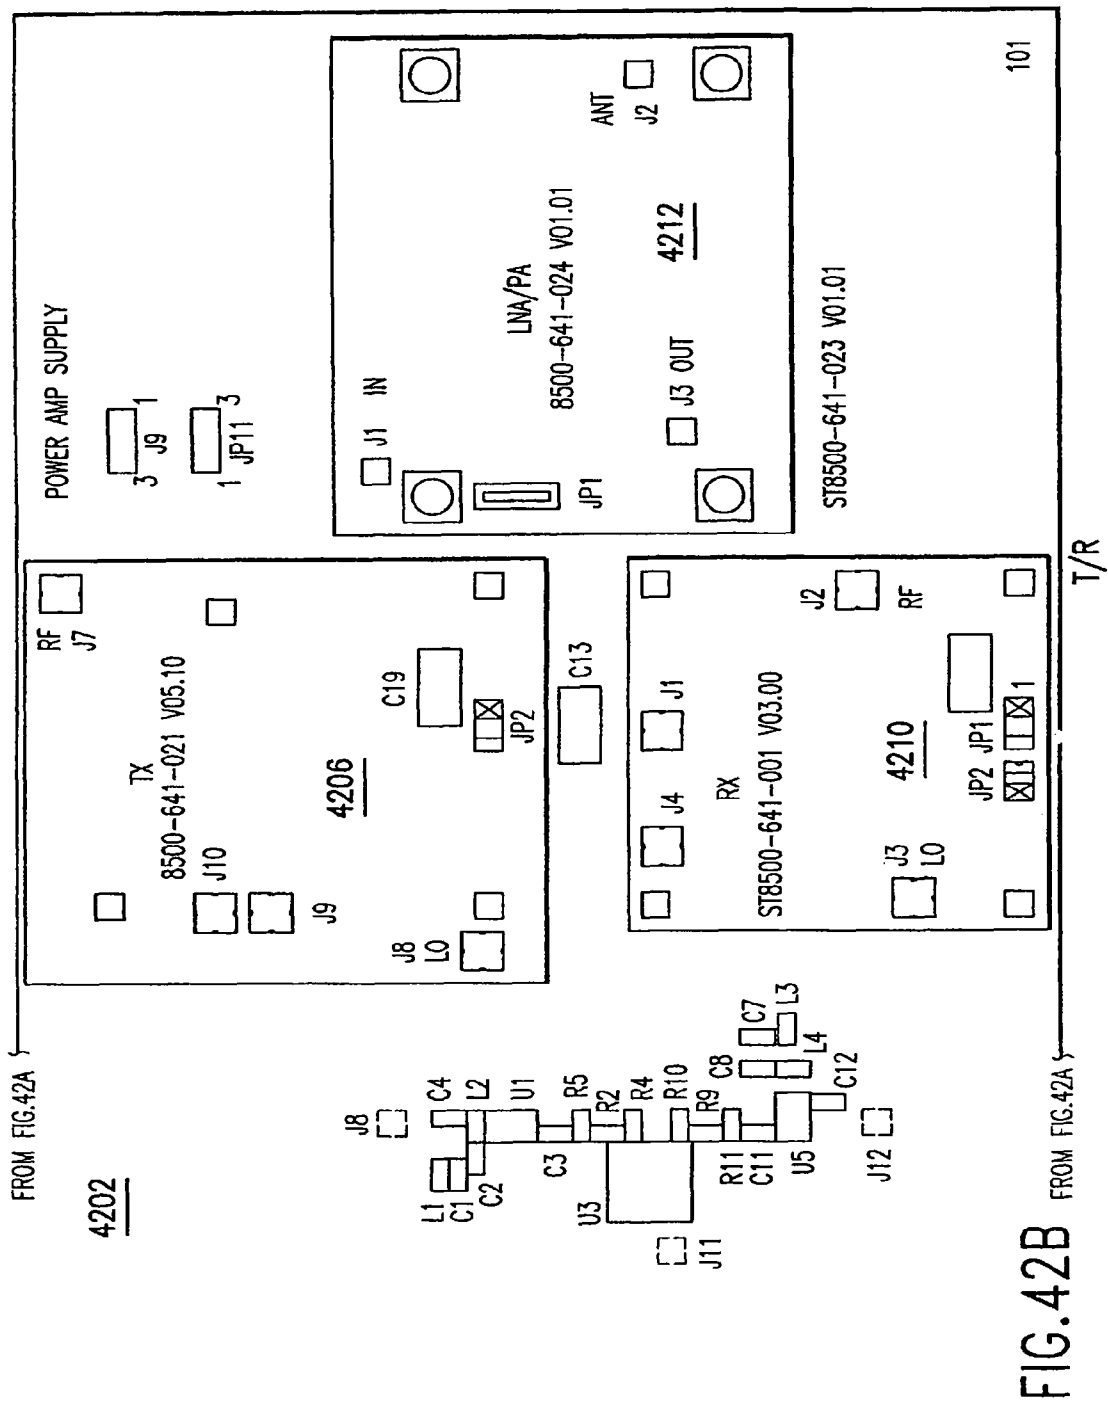 FROM FIG.42A
4202
POWER AMP SUPPLY
3 1
J9
1 3
JP11
RF
J7
TX
8500-641-021 V05.10
J10
J9
4206
C19
JP2
J8
LO
C13
J1 IN
LNA/PA
8500-641-024 V01.01
JP1
J3 OUT
4212
ANT
J2
ST8500-641-023 V01.01
101
J4
J1
RX
ST8500-641-001 V03.00
J2
RF
J3
LO
4210
JP2 JP1 1
J8
L1
C1
C2
C4
L2
U1
C3
R5
R2
R4
U3
J11
R10
R9
R11
C11
U5
C8
C7
L3
L4
C12
J12
FROM FIG.42A
T/R
FIG.42B